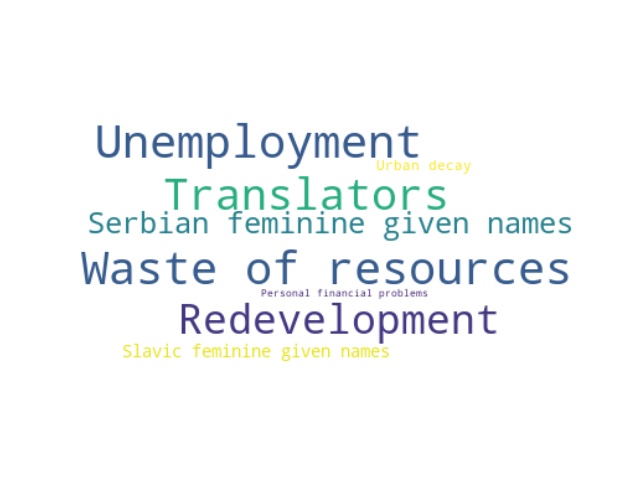 Unemployment
Urban decay
Translators
Serbian feminine given names
Waste of resources
Personal financial problems
Redevelopment
Slavic feminine given names